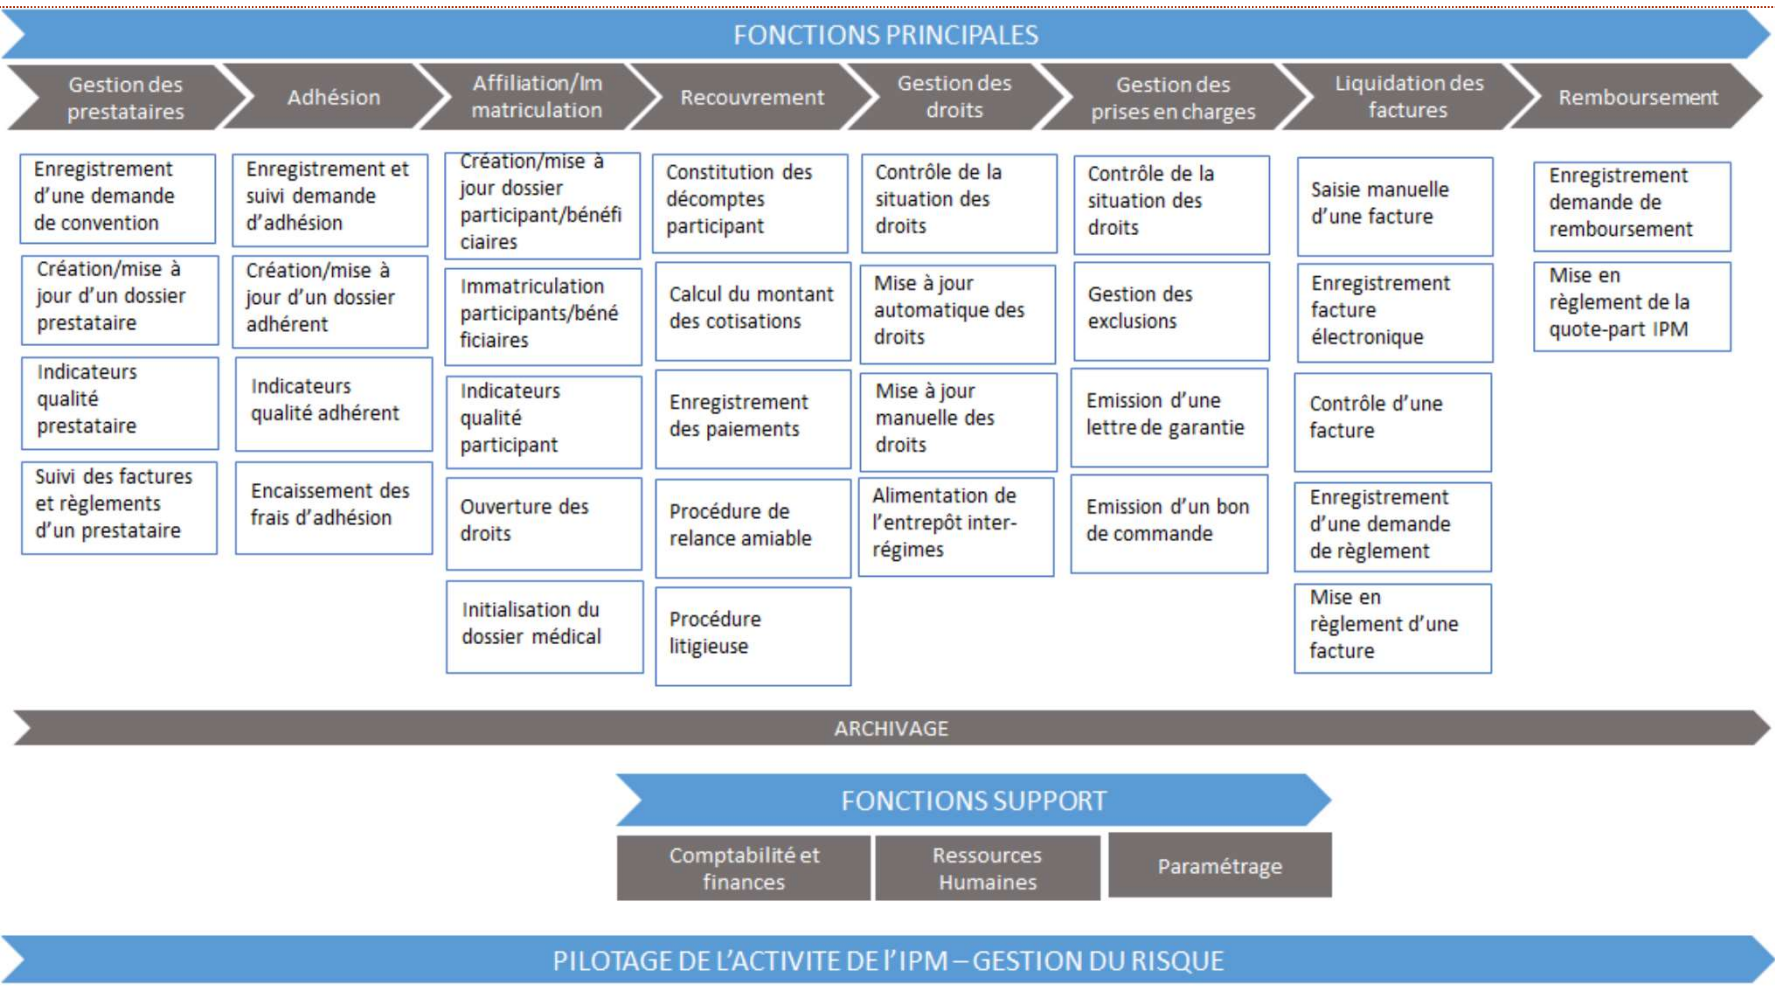 FONCTIONS PRINCIPALES
Gestion des
prestataires
Adhésion
Affiliation/Im
matriculation
Recouvrement
Gestion des
droits
Gestion des
prises en charges
Liquidation des
factures
Remboursement
Enregistrement
d’une demande
de convention
Création/mise à
jour d’un dossier
prestataire
Indicateurs
qualité
prestataire
Suivi des factures
et règlements
d’un prestataire
Enregistrement et
suivi demande
d’adhésion
Création/mise à
jour d’un dossier
adhérent
Indicateurs
qualité adhérent
Encaissement des
frais d’adhésion
Création/mise à
jour dossier
participant/bénéfi
ciaires
Immatriculation
participants/béné
ficiaires
Indicateurs
qualité
participant
Ouverture des
droits
Initialisation du
dossier médical
Constitution des
décomptes
participant
Calcul du montant
des cotisations
Enregistrement
des paiements
Procédure de
relance amiable
Procédure
litigieuse
Contrôle de la
situation des
droits
Mise à jour
automatique des
droits
Mise à jour
manuelle des
droits
Alimentation de
l’entrepôt inter-
régimes
Contrôle de la
situation des
droits
Gestion des
exclusions
Emission d’une
lettre de garantie
Emission d’un bon
de commande
Saisie manuelle
d’une facture
Enregistrement
facture
électronique
Contrôle d’une
facture
Enregistrement
d’une demande
de règlement
Mise en
règlement d’une
facture
Enregistrement
demande de
remboursement
Mise en
règlement de la
quote-part IPM
ARCHIVAGE
FONCTIONS SUPPORT
Comptabilité et
finances
Ressources
Humaines
Paramétrage
PILOTAGE DE L’ACTIVITE DE l’IPM – GESTION DU RISQUE